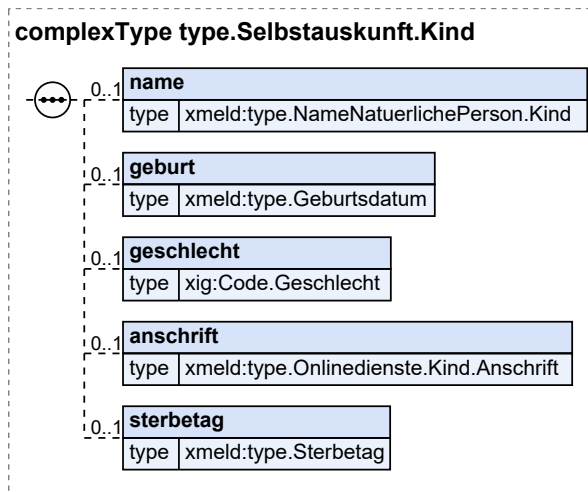 complexType type.Selbstauskunft.Kind
0..1 name
type xmeld:type.NameNatuerlichePerson.Kind
0..1 geburt
type xmeld:type.Geburtsdatum
0..1 geschlecht
type xig:Code.Geschlecht
0..1 anschrift
type xmeld:type.Onlinedienste.Kind.Anschrift
0..1 sterbetag
type xmeld:type.Sterbetag